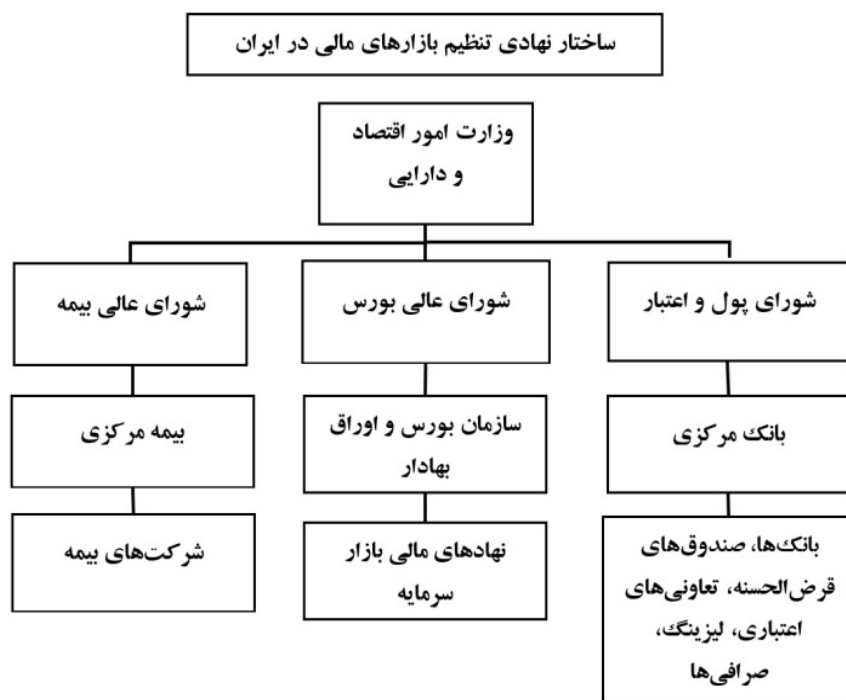 ساختار نهادی تنظیم بازارهای مالی در ایران
وزارت امور اقتصاد
و دارایی
شورای پول و اعتبار
شورای عالی بورس
شورای عالی بیمه
بانک مرکزی
سازمان بورس و اوراق
بهادار
بیمه مرکزی
بانک‌ها، صندوق‌های
قرض‌الحسنه، تعاونی‌های
اعتباری، لیزینگ،
صرافی‌ها
نهادهای مالی بازار
سرمایه
شرکت‌های بیمه